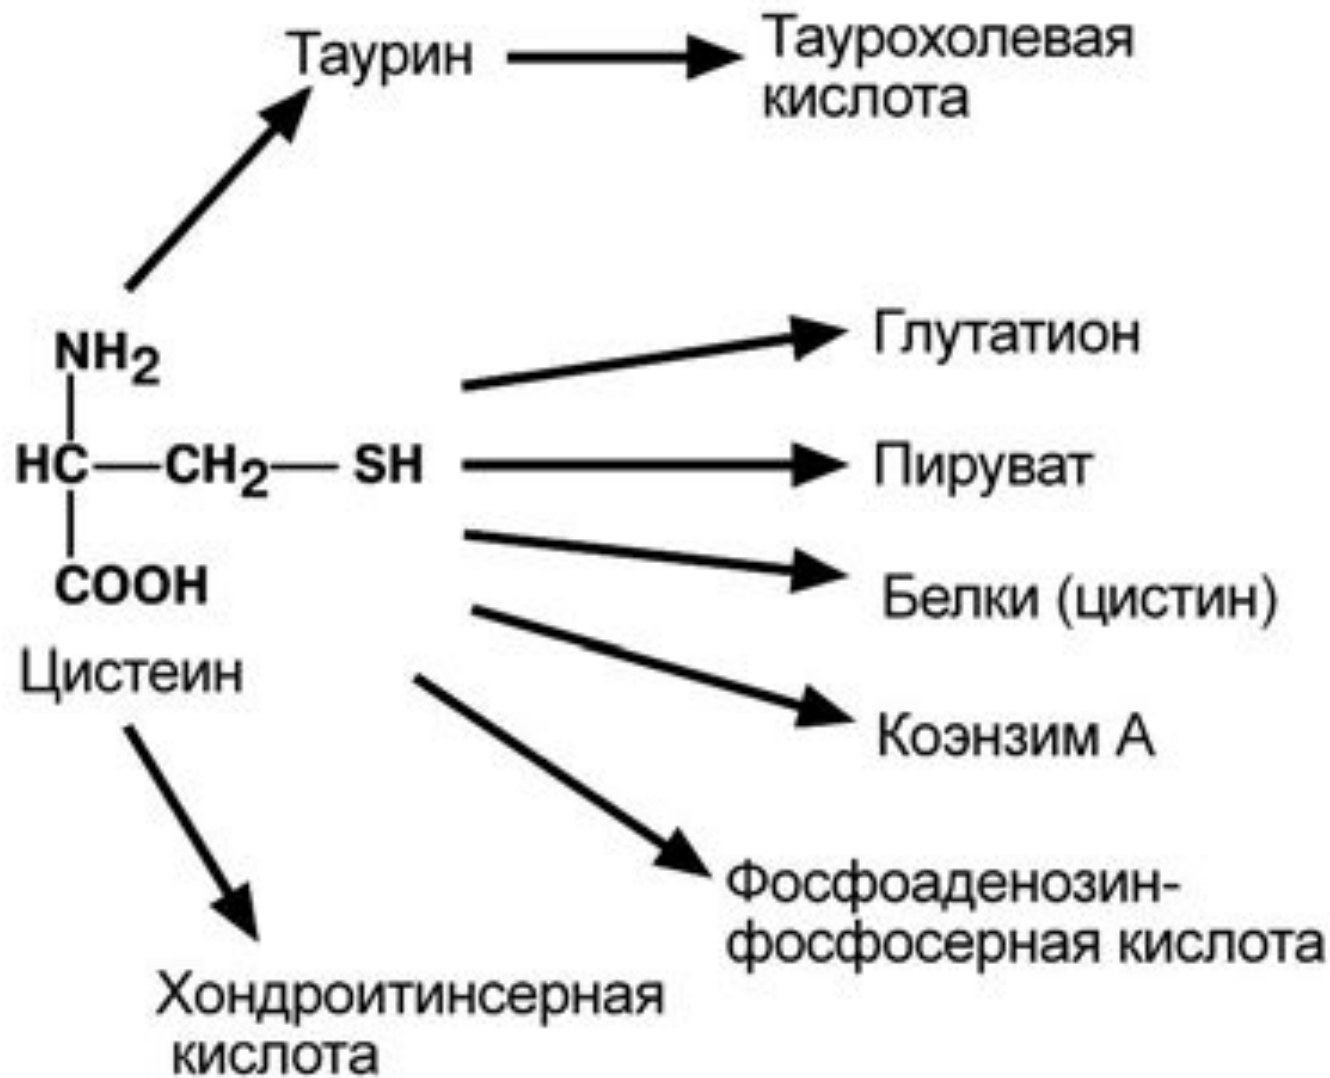 Таурин
Таурохолевая
кислота
NH2
Глутатион
HC—CH2—SH
Пируват
COOH
Белки (цистин)
Цистеин
Коэнзим А
Фосфоаденозин-
фосфосерная кислота
Хондроитинсерная
кислота